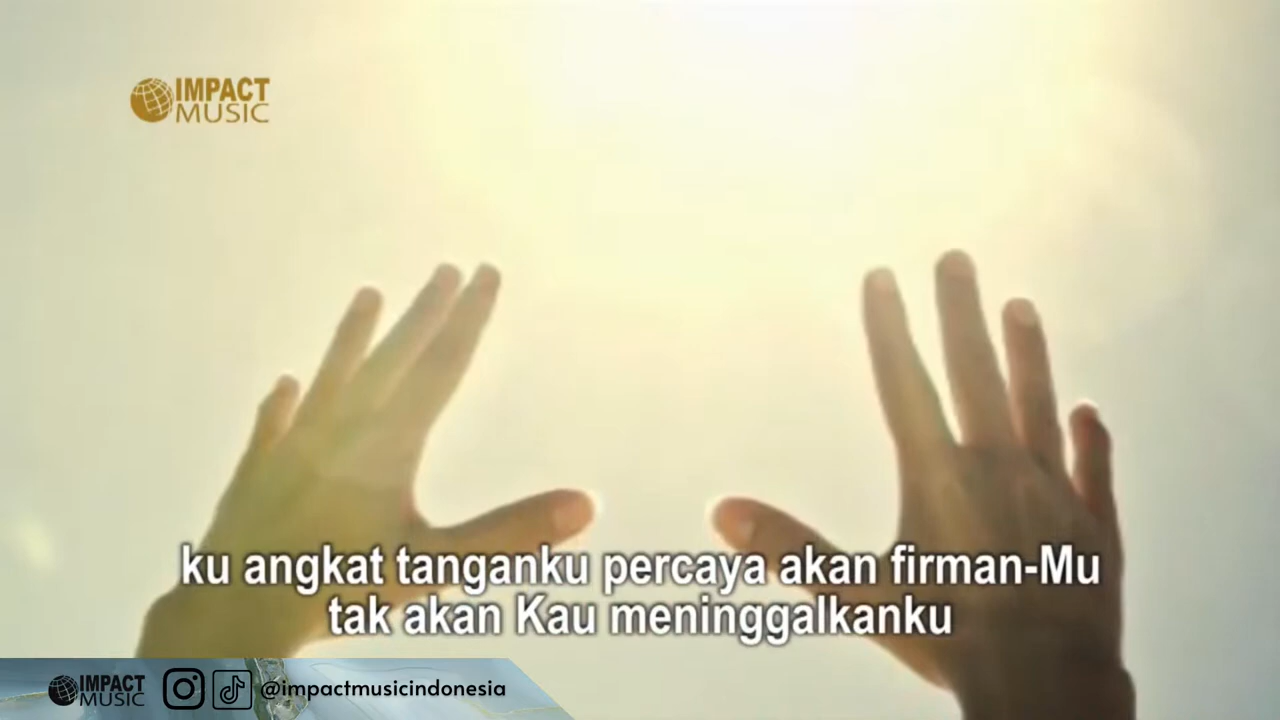 IMPACT
MUSIC
ku angkat tanganku percaya akan firman-Mu
tak akan Kau meninggalkanku
IMPACT
MUSIC
@impactmusicindonesia